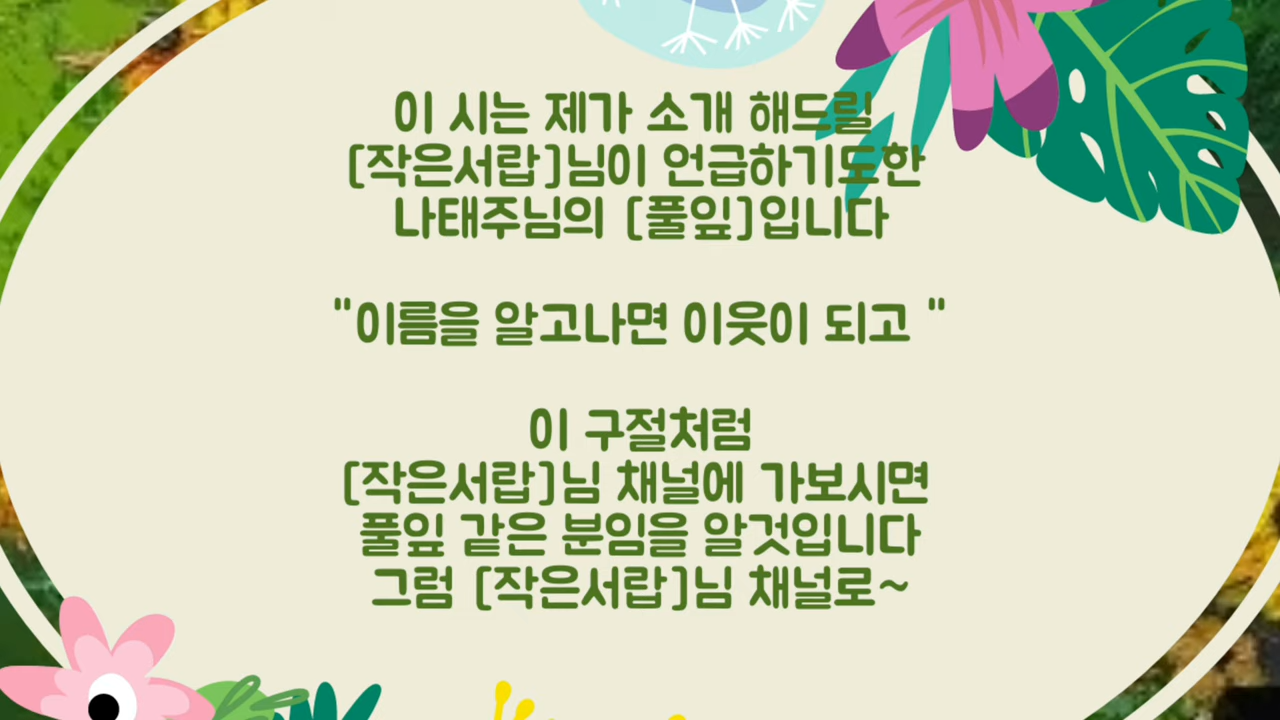 이 시는 제가 소개 해드릴
[작은서랍]님이 언급하기도한
나태주님의 [풀잎]입니다
"이름을 알고나면 이웃이 되고 "
이 구절처럼
[작은서랍]님 채널에 가보시면
풀잎 같은 분임을 알것입니다
그럼 [작은서랍]님 채널로~